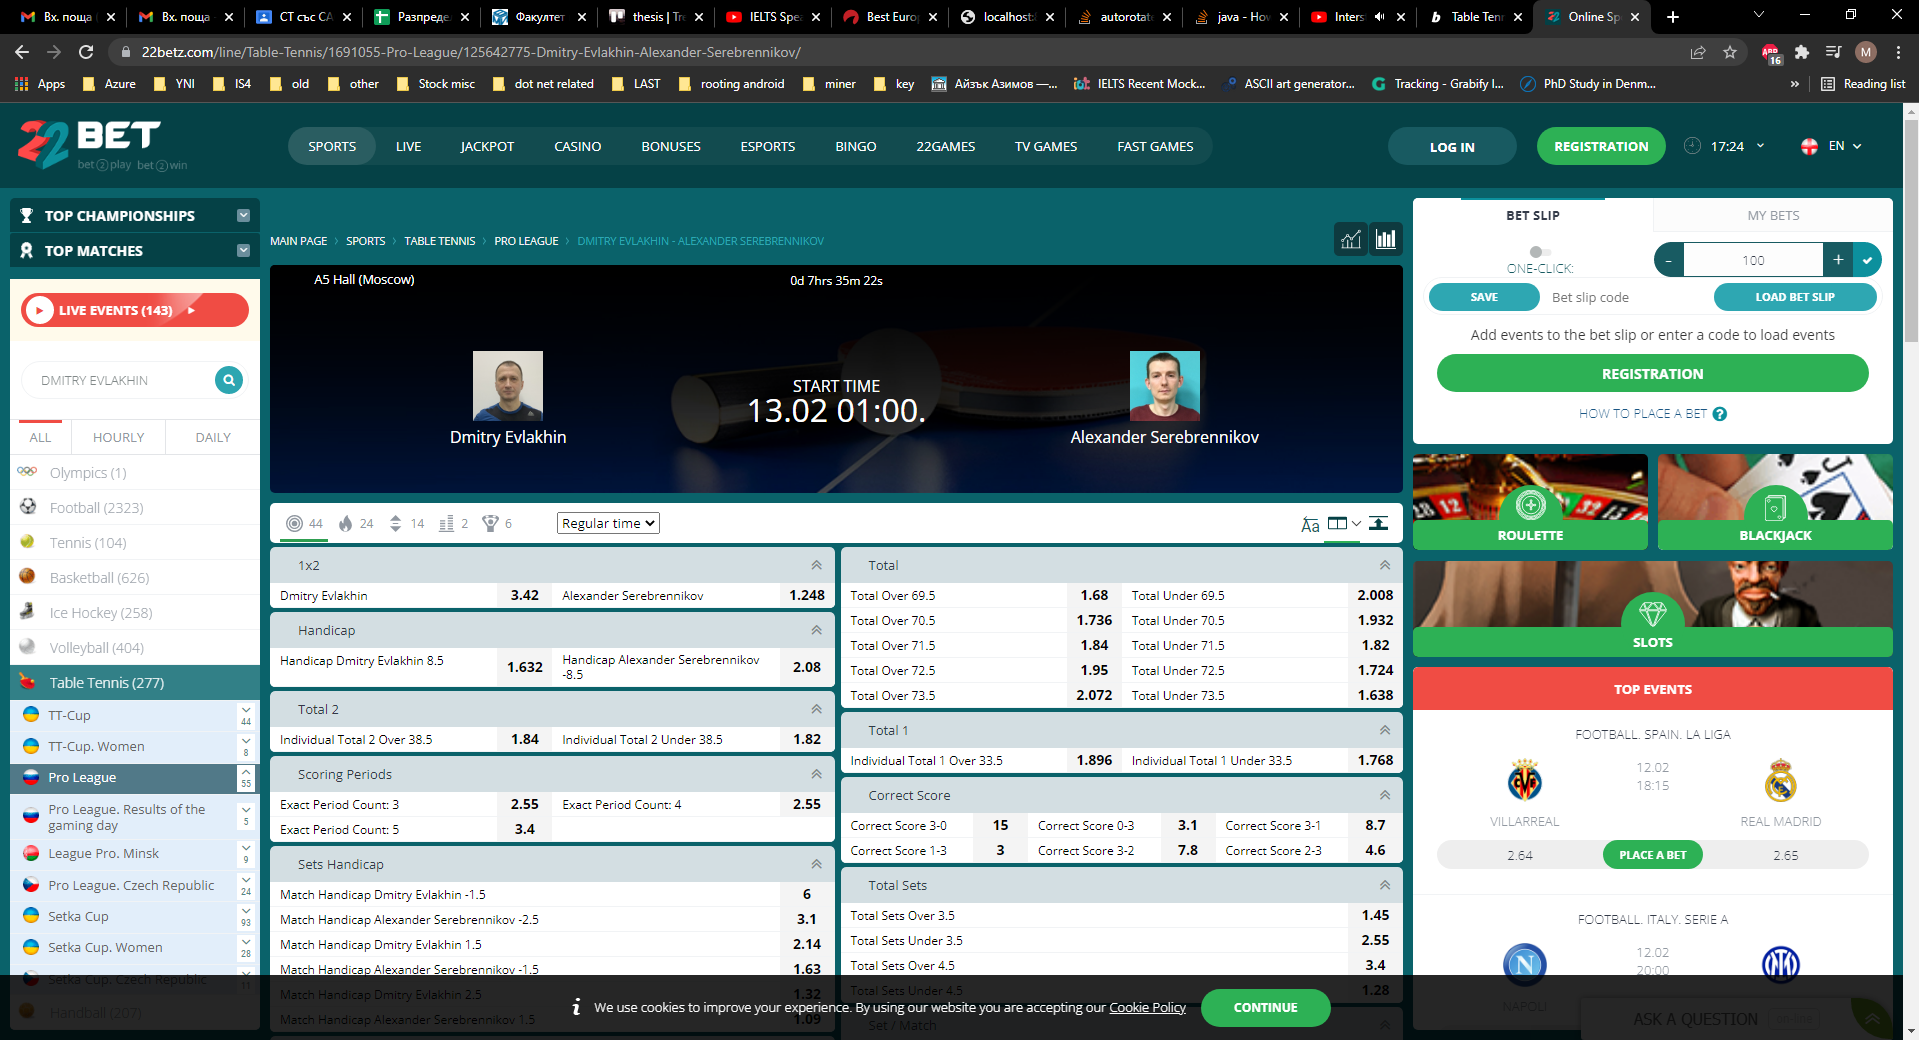 Вх. поща
Вх. поща
СТ със СА
Разпредел
Факултет
thesis | Tre
IELTS Spea
Best Euro
localhost:
autorotate
java - How
Interst
Table Tenn
Online Spo
22betz.com/line/Table-Tennis/1691055-Pro-League/125642775-Dmitry-Evlakhin-Alexander-Serebrennikov/
16
M
Apps
Azure
YNI
IS4
old
other
Stock misc
dot net related
LAST
rooting android
miner
key
Айзък Азимов —...
IELTS Recent Mock...
ASCII art generator...
Tracking - Grabify I...
PhD Study in Denm...
Reading list
22 BET
bet 2 play bet 2 win
SPORTS
LIVE
JACKPOT
CASINO
BONUSES
ESPORTS
BINGO
22GAMES
TV GAMES
FAST GAMES
LOG IN
REGISTRATION
17:24
EN
TOP CHAMPIONSHIPS
TOP MATCHES
LIVE EVENTS (143)
DMITRY EVLAKHIN
ALL
HOURLY
DAILY
Olympics (1)
Football (2323)
Tennis (104)
Basketball (626)
Ice Hockey (258)
Volleyball (404)
Table Tennis (277)
TT-Cup
44
TT-Cup. Women
8
Pro League
55
Pro League. Results of the
gaming day
5
League Pro. Minsk
9
Pro League. Czech Republic
24
Setka Cup
93
Setka Cup. Women
28
Setka Cup. Czech Republic
11
Handball (207)
MAIN PAGE
SPORTS
TABLE TENNIS
PRO LEAGUE
DMITRY EVLAKHIN - ALEXANDER SEREBRENNIKOV
A5 Hall (Moscow)
0d 7hrs 35m 22s
START TIME
13.02 01:00.
Dmitry Evlakhin
Alexander Serebrennikov
44
24
14
2
6
Regular time
Aa
1x2
Dmitry Evlakhin 3.42 Alexander Serebrennikov 1.248
Handicap
Handicap Dmitry Evlakhin 8.5 1.632 Handicap Alexander Serebrennikov
-8.5 2.08
Total 2
Individual Total 2 Over 38.5 1.84 Individual Total 2 Under 38.5 1.82
Scoring Periods
Exact Period Count: 3 2.55 Exact Period Count: 4 2.55
Exact Period Count: 5 3.4
Sets Handicap
Match Handicap Dmitry Evlakhin -1.5 6
Match Handicap Alexander Serebrennikov -2.5 3.1
Match Handicap Dmitry Evlakhin 1.5 2.14
Match Handicap Alexander Serebrennikov -1.5 1.63
Match Handicap Dmitry Evlakhin 2.5 1.32
Match Handicap Alexander Serebrennikov 1.5 1.09
Total
Total Over 69.5 1.68 Total Under 69.5 2.008
Total Over 70.5 1.736 Total Under 70.5 1.932
Total Over 71.5 1.84 Total Under 71.5 1.82
Total Over 72.5 1.95 Total Under 72.5 1.724
Total Over 73.5 2.072 Total Under 73.5 1.638
Total 1
Individual Total 1 Over 33.5 1.896 Individual Total 1 Under 33.5 1.768
Correct Score
Correct Score 3-0 15 Correct Score 0-3 3.1 Correct Score 3-1 8.7
Correct Score 1-3 3 Correct Score 3-2 7.8 Correct Score 2-3 4.6
Total Sets
Total Sets Over 3.5 1.45
Total Sets Under 3.5 2.55
Total Sets Over 4.5 3.4
Total Sets Under 4.5 1.28
Set / Match
BET SLIP
MY BETS
ONE-CLICK:
- 100 +
SAVE
Bet slip code
LOAD BET SLIP
Add events to the bet slip or enter a code to load events
REGISTRATION
HOW TO PLACE A BET ?
ROULETTE
BLACKJACK
SLOTS
TOP EVENTS
FOOTBALL. SPAIN. LA LIGA
12.02
18:15
VILLARREAL
REAL MADRID
2.64 PLACE A BET 2.65
FOOTBALL. ITALY. SERIE A
12.02
20:00
NAPOLI
We use cookies to improve your experience. By using our website you are accepting our Cookie Policy
CONTINUE
ASK A QUESTION